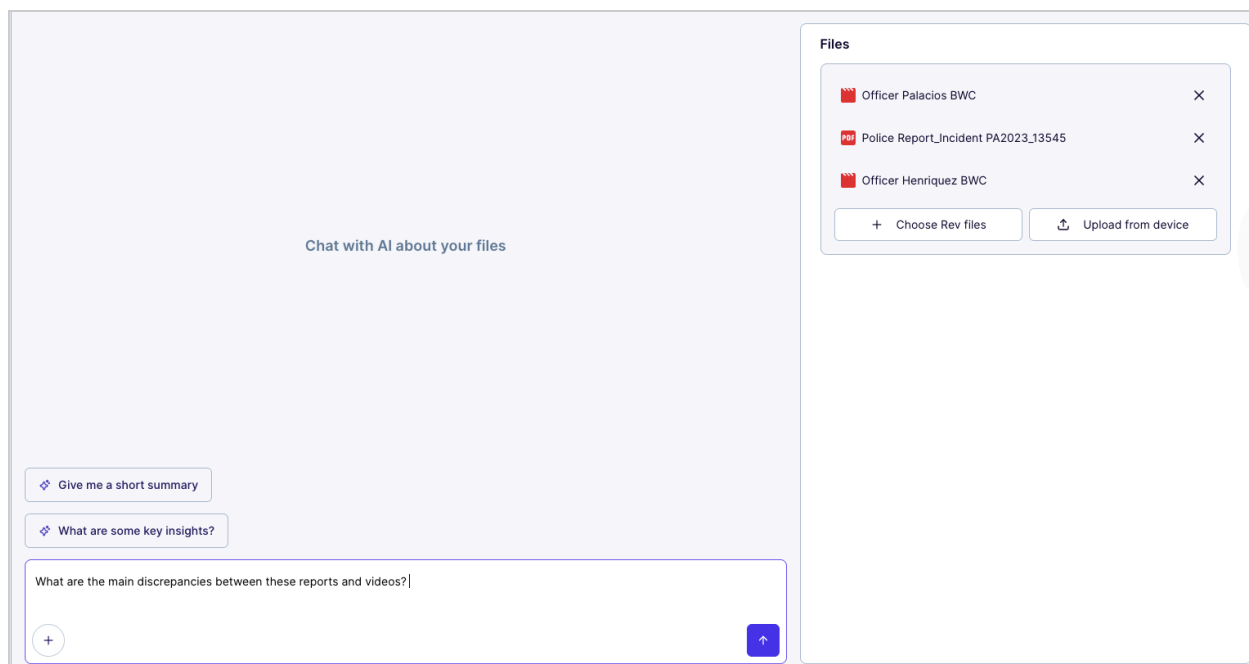 Files
Officer Palacios BWC
PDF Police Report_Incident PA2023_13545
Officer Henriquez BWC
+ Choose Rev files
Upload from device
Chat with AI about your files
Give me a short summary
What are some key insights?
What are the main discrepancies between these reports and videos?